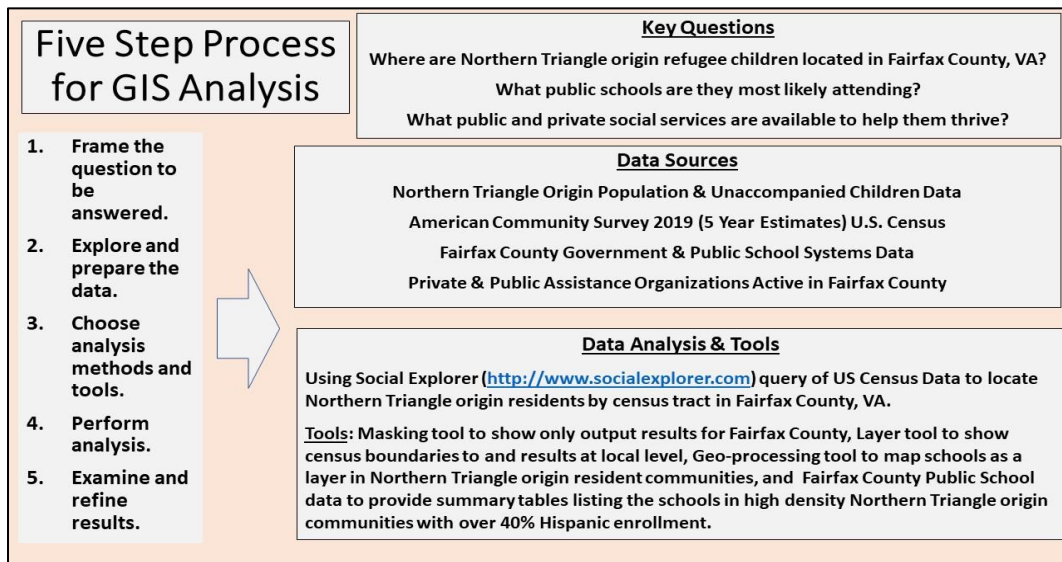 Five Step Process
for GIS Analysis
1. Frame the
question to
be
answered.
2. Explore and
prepare the
data.
3. Choose
analysis
methods and
tools.
4. Perform
analysis.
5. Examine and
refine
results.
Key Questions
Where are Northern Triangle origin refugee children located in Fairfax County, VA?
What public schools are they most likely attending?
What public and private social services are available to help them thrive?
Data Sources
Northern Triangle Origin Population & Unaccompanied Children Data
American Community Survey 2019 (5 Year Estimates) U.S. Census
Fairfax County Government & Public School Systems Data
Private & Public Assistance Organizations Active in Fairfax County
Data Analysis & Tools
Using Social Explorer (http://www.socialexplorer.com) query of US Census Data to locate
Northern Triangle origin residents by census tract in Fairfax County, VA.
Tools: Masking tool to show only output results for Fairfax County, Layer tool to show
census boundaries to and results at local level, Geo-processing tool to map schools as a
layer in Northern Triangle origin resident communities, and Fairfax County Public School
data to provide summary tables listing the schools in high density Northern Triangle origin
communities with over 40% Hispanic enrollment.